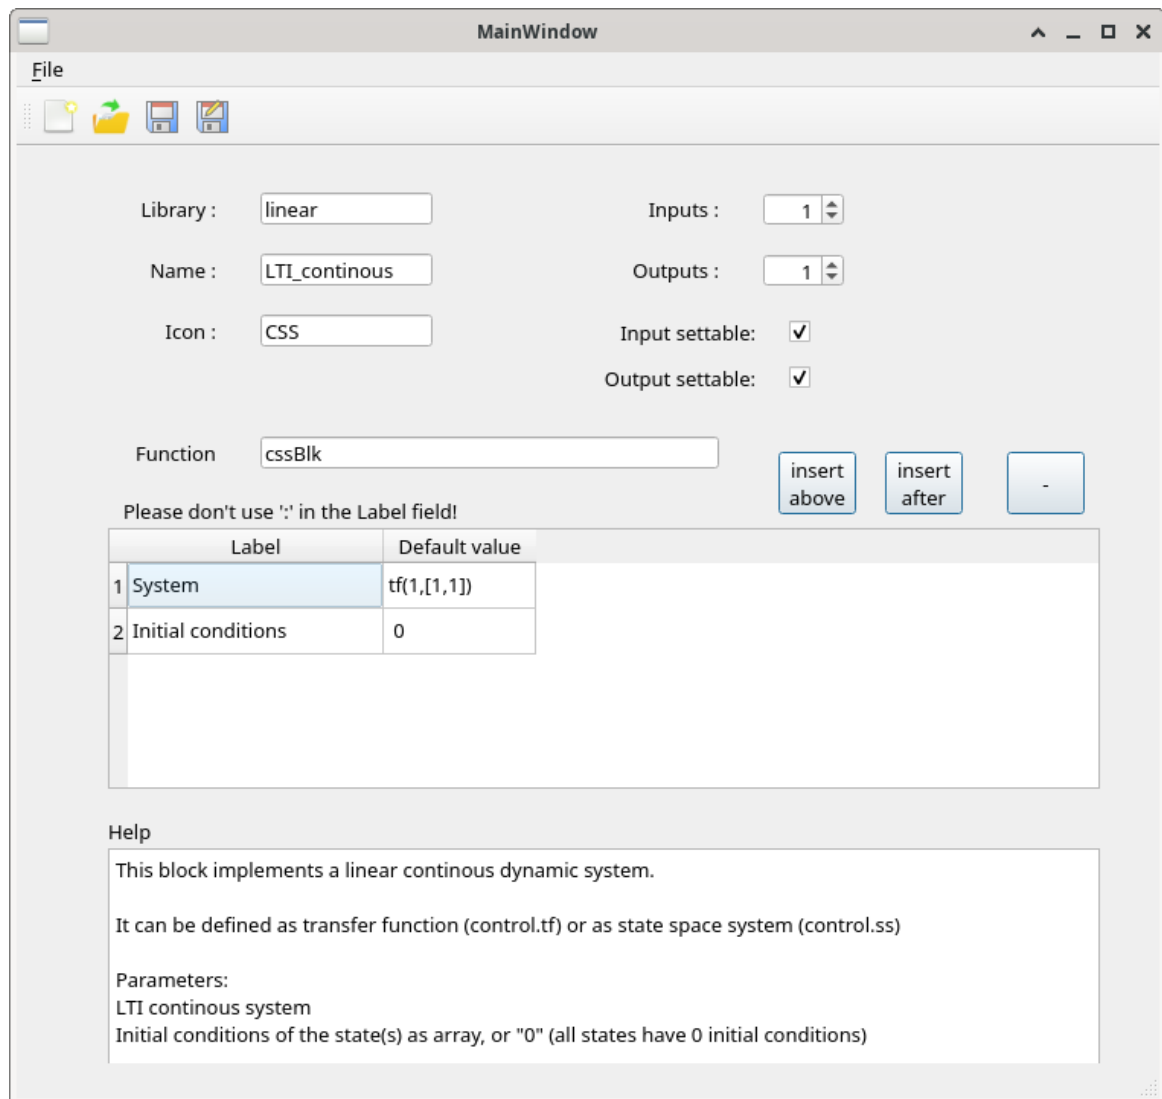 MainWindow
File
Library :
linear
Inputs :
1
Name :
LTI_continous
Outputs :
1
Icon :
CSS
Input settable:
Output settable:
Function
cssBlk
insert
above
insert
after
-
Please don't use ':' in the Label field!
Label
Default value
1
System
tf(1,[1,1])
2
Initial conditions
0
Help
This block implements a linear continous dynamic system.
It can be defined as transfer function (control.tf) or as state space system (control.ss)
Parameters:
LTI continous system
Initial conditions of the state(s) as array, or "0" (all states have 0 initial conditions)